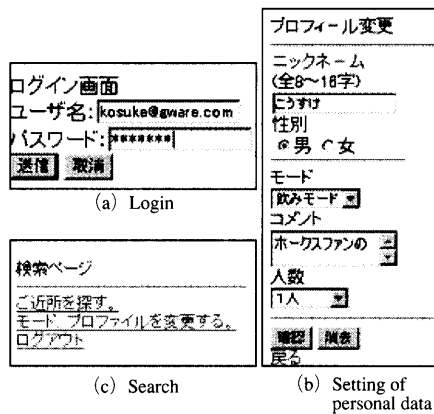 ログイン画面
ユーザ名: kosuke@gware.com
パスワード: *******
送信 取消
(a) Login
検索ページ
ご近所を探す。
モード、プロファイルを変更する。
ログアウト
(c) Search
プロフィール変更
ニックネーム
(全8〜16字)
こうすけ
性別
男 女
モード
飲みモード
コメント
ホークスファンの
人数
1人
確認 消去
戻る
(b) Setting of
personal data